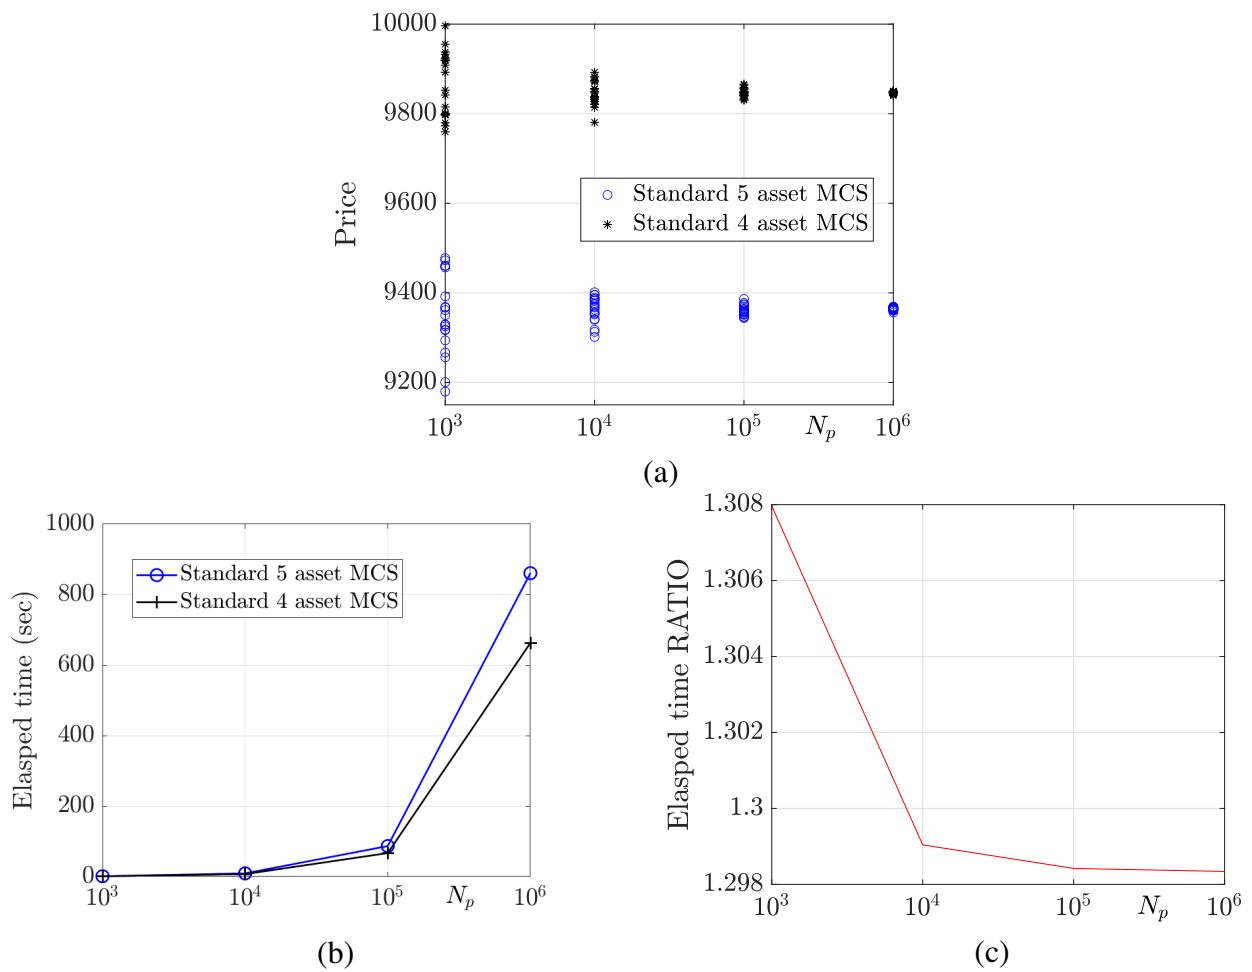 10000
9800
9600
9400
9200
Price
Standard 5 asset MCS
Standard 4 asset MCS
10^3
10^4
10^5
N_p
10^6
(a)
1000
800
600
400
200
0
Elasped time (sec)
Standard 5 asset MCS
Standard 4 asset MCS
10^3
10^4
10^5
N_p
10^6
(b)
1.308
1.306
1.304
1.302
1.3
1.298
Elasped time RATIO
10^3
10^4
10^5
N_p
10^6
(c)